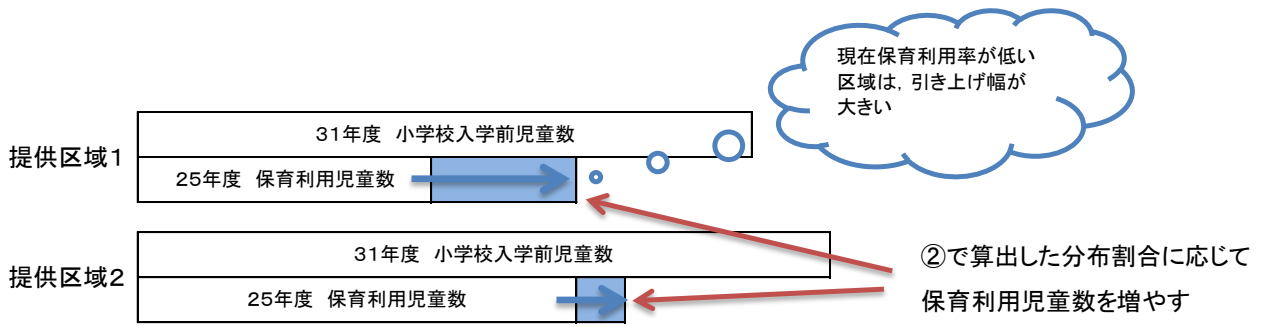 現在保育利用率が低い
区域は，引き上げ幅が
大きい
31年度 小学校入学前児童数
提供区域1
25年度 保育利用児童数
31年度 小学校入学前児童数
提供区域2
25年度 保育利用児童数
②で算出した分布割合に応じて
保育利用児童数を増やす